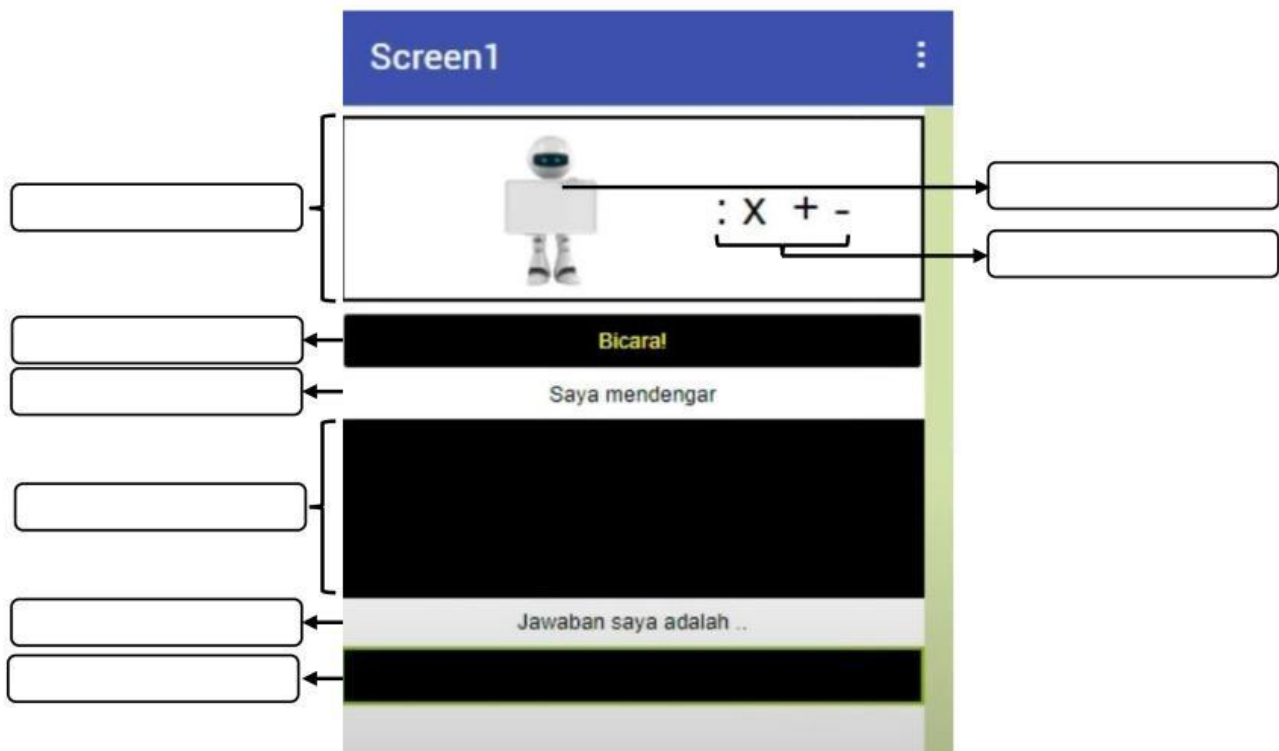 Screen1
: x + -
Bicara!
Saya mendengar
Jawaban saya adalah ..